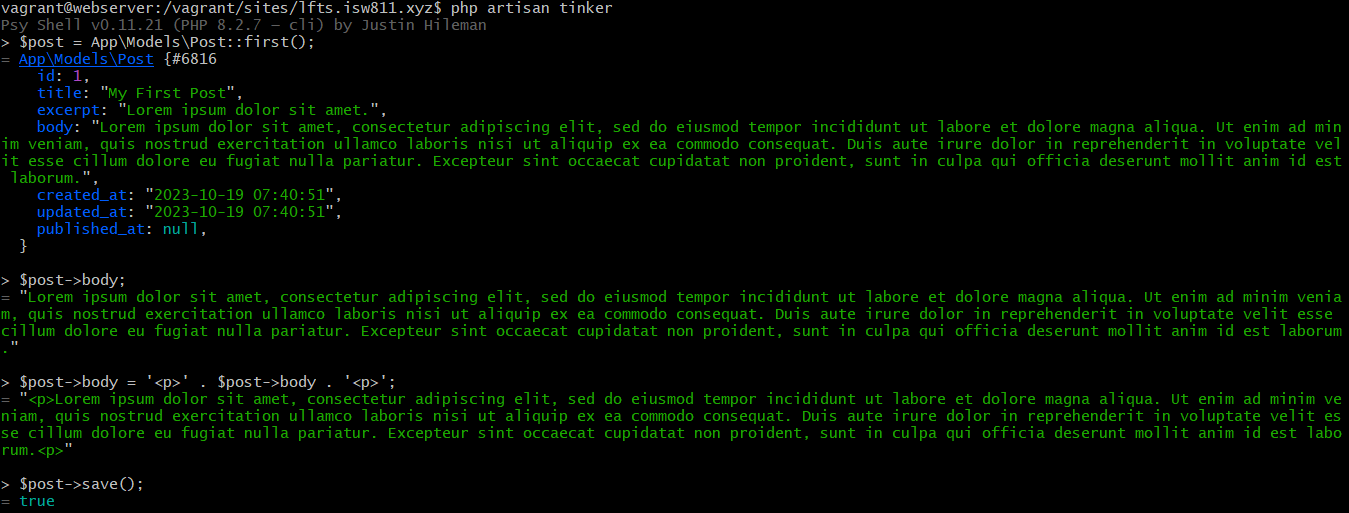 vagrant@webserver:/vagrant/sites/lfts.isw811.xyz$ php artisan tinker
Psy Shell v0.11.21 (PHP 8.2.7 — cli) by Justin Hileman
> $post = App\Models\Post::first();
= App\Models\Post {#6816
    id: 1,
    title: "My First Post",
    excerpt: "Lorem ipsum dolor sit amet.",
    body: "Lorem ipsum dolor sit amet, consectetur adipiscing elit, sed do eiusmod tempor incididunt ut labore et dolore magna aliqua. Ut enim ad min
im veniam, quis nostrud exercitation ullamco laboris nisi ut aliquip ex ea commodo consequat. Duis aute irure dolor in reprehenderit in voluptate vel
it esse cillum dolore eu fugiat nulla pariatur. Excepteur sint occaecat cupidatat non proident, sunt in culpa qui officia deserunt mollit anim id est
 laborum.",
    created_at: "2023-10-19 07:40:51",
    updated_at: "2023-10-19 07:40:51",
    published_at: null,
  }
> $post->body;
= "Lorem ipsum dolor sit amet, consectetur adipiscing elit, sed do eiusmod tempor incididunt ut labore et dolore magna aliqua. Ut enim ad minim venia
m, quis nostrud exercitation ullamco laboris nisi ut aliquip ex ea commodo consequat. Duis aute irure dolor in reprehenderit in voluptate velit esse
cillum dolore eu fugiat nulla pariatur. Excepteur sint occaecat cupidatat non proident, sunt in culpa qui officia deserunt mollit anim id est laborum
."
> $post->body = '<p>' . $post->body . '<p>';
= "<p>Lorem ipsum dolor sit amet, consectetur adipiscing elit, sed do eiusmod tempor incididunt ut labore et dolore magna aliqua. Ut enim ad minim ve
niam, quis nostrud exercitation ullamco laboris nisi ut aliquip ex ea commodo consequat. Duis aute irure dolor in reprehenderit in voluptate velit es
se cillum dolore eu fugiat nulla pariatur. Excepteur sint occaecat cupidatat non proident, sunt in culpa qui officia deserunt mollit anim id est labo
rum.<p>"
> $post->save();
= true